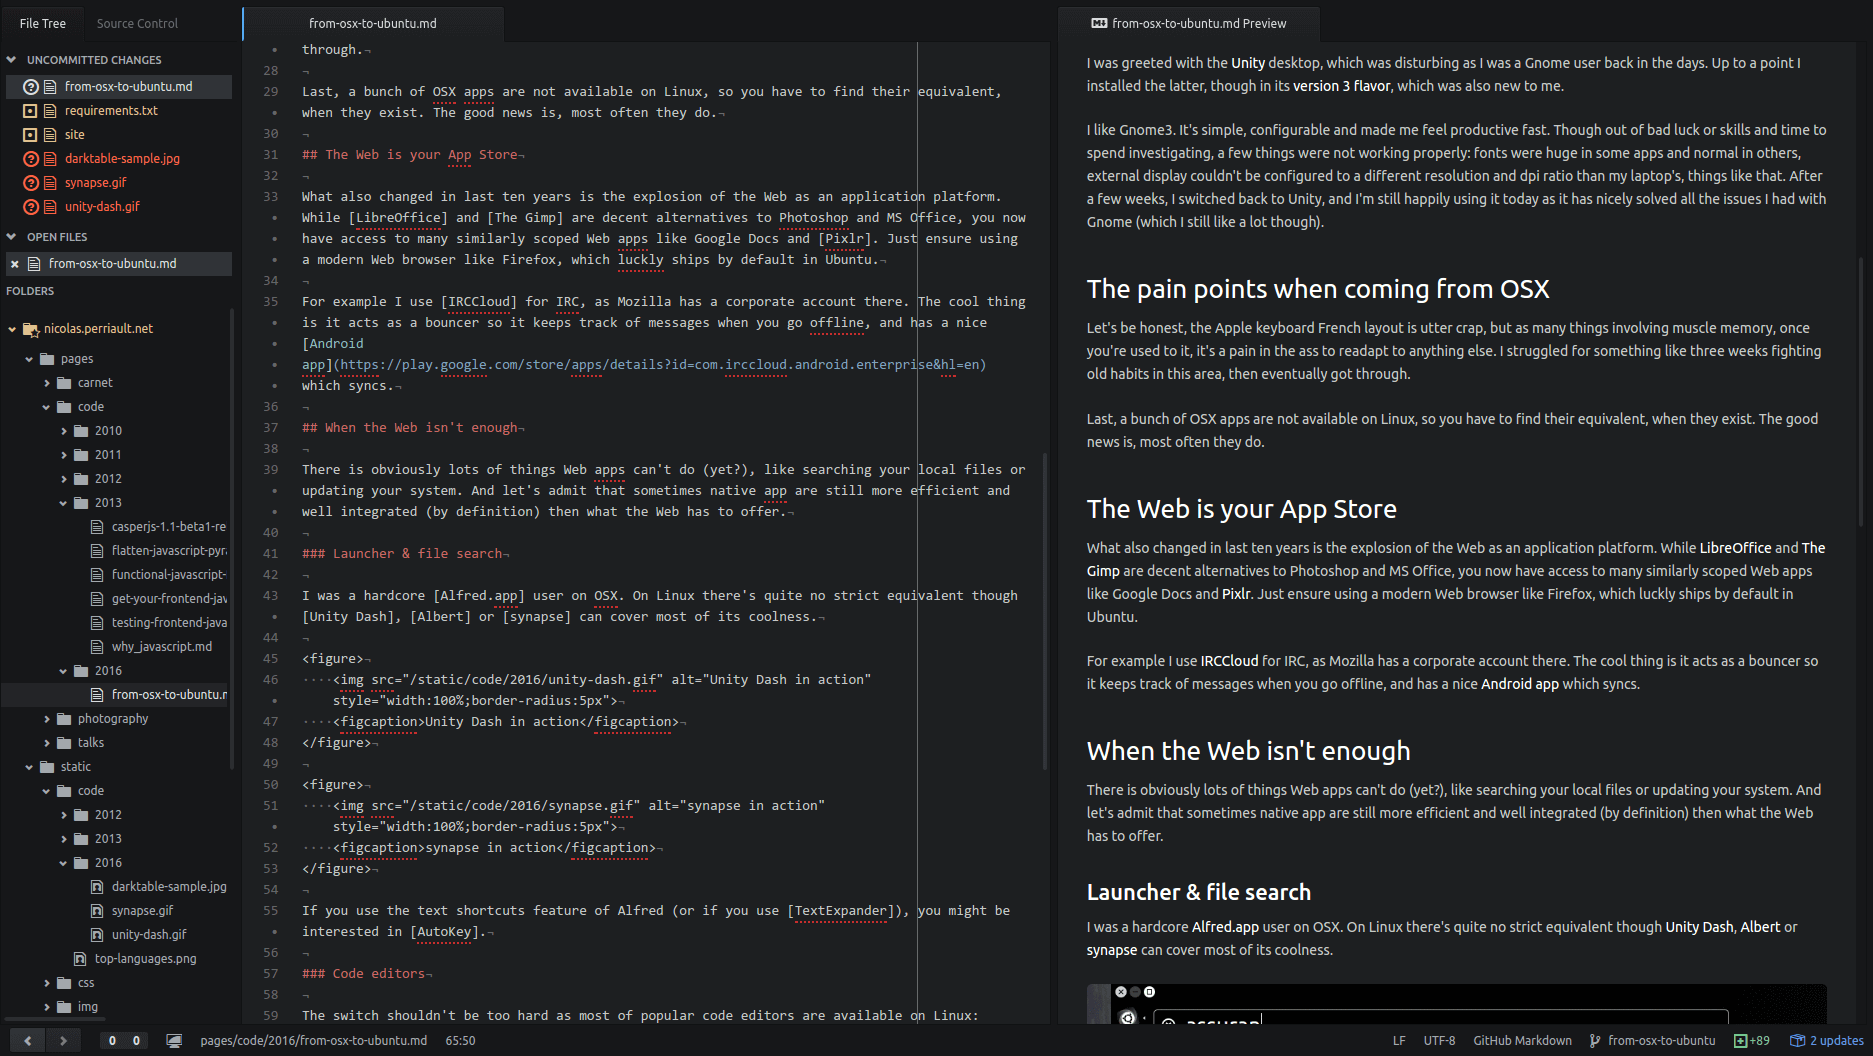 File Tree
Source Control
UNCOMMITTED CHANGES
from-osx-to-ubuntu.md
requirements.txt
site
darktable-sample.jpg
synapse.gif
unity-dash.gif
OPEN FILES
from-osx-to-ubuntu.md
FOLDERS
nicolas.perriault.net
pages
carnet
code
2010
2011
2012
2013
casperjs-1.1-beta1-re
flatten-javascript-pyr
functional-javascript-
get-your-frontend-jav
testing-frontend-java
why_javascript.md
2016
from-osx-to-ubuntu.m
photography
talks
static
code
2012
2013
2016
darktable-sample.jpg
synapse.gif
unity-dash.gif
top-languages.png
css
img
from-osx-to-ubuntu.md
• through.¬
28 ¬
29 Last, a bunch of OSX apps are not available on Linux, so you have to find their equivalent,
• when they exist. The good news is, most often they do.¬
30 ¬
31 ## The Web is your App Store¬
32 ¬
33 What also changed in last ten years is the explosion of the Web as an application platform.
• While [LibreOffice] and [The Gimp] are decent alternatives to Photoshop and MS Office, you now
• have access to many similarly scoped Web apps like Google Docs and [Pixlr]. Just ensure using
• a modern Web browser like Firefox, which luckly ships by default in Ubuntu.¬
34 ¬
35 For example I use [IRCCloud] for IRC, as Mozilla has a corporate account there. The cool thing
• is it acts as a bouncer so it keeps track of messages when you go offline, and has a nice
• [Android
• app](https://play.google.com/store/apps/details?id=com.irccloud.android.enterprise&hl=en)
• which syncs.¬
36 ¬
37 ## When the Web isn't enough¬
38 ¬
39 There is obviously lots of things Web apps can't do (yet?), like searching your local files or
• updating your system. And let's admit that sometimes native app are still more efficient and
• well integrated (by definition) then what the Web has to offer.¬
40 ¬
41 ### Launcher & file search¬
42 ¬
43 I was a hardcore [Alfred.app] user on OSX. On Linux there's quite no strict equivalent though
• [Unity Dash], [Albert] or [synapse] can cover most of its coolness.¬
44 ¬
45 <figure>¬
46 ····<img src="/static/code/2016/unity-dash.gif" alt="Unity Dash in action"
• style="width:100%;border-radius:5px">¬
47 ····<figcaption>Unity Dash in action</figcaption>¬
48 </figure>¬
49 ¬
50 <figure>¬
51 ····<img src="/static/code/2016/synapse.gif" alt="synapse in action"
• style="width:100%;border-radius:5px">¬
52 ····<figcaption>synapse in action</figcaption>¬
53 </figure>¬
54 ¬
55 If you use the text shortcuts feature of Alfred (or if you use [TextExpander]), you might be
• interested in [AutoKey].¬
56 ¬
57 ### Code editors¬
58 ¬
59 The switch shouldn't be too hard as most of popular code editors are available on Linux:
from-osx-to-ubuntu.md Preview
I was greeted with the Unity desktop, which was disturbing as I was a Gnome user back in the days. Up to a point I
installed the latter, though in its version 3 flavor, which was also new to me.
I like Gnome3. It's simple, configurable and made me feel productive fast. Though out of bad luck or skills and time to
spend investigating, a few things were not working properly: fonts were huge in some apps and normal in others,
external display couldn't be configured to a different resolution and dpi ratio than my laptop's, things like that. After
a few weeks, I switched back to Unity, and I'm still happily using it today as it has nicely solved all the issues I had with
Gnome (which I still like a lot though).
The pain points when coming from OSX
Let's be honest, the Apple keyboard French layout is utter crap, but as many things involving muscle memory, once
you're used to it, it's a pain in the ass to readapt to anything else. I struggled for something like three weeks fighting
old habits in this area, then eventually got through.
Last, a bunch of OSX apps are not available on Linux, so you have to find their equivalent, when they exist. The good
news is, most often they do.
The Web is your App Store
What also changed in last ten years is the explosion of the Web as an application platform. While LibreOffice and The
Gimp are decent alternatives to Photoshop and MS Office, you now have access to many similarly scoped Web apps
like Google Docs and Pixlr. Just ensure using a modern Web browser like Firefox, which luckly ships by default in
Ubuntu.
For example I use IRCCloud for IRC, as Mozilla has a corporate account there. The cool thing is it acts as a bouncer so
it keeps track of messages when you go offline, and has a nice Android app which syncs.
When the Web isn't enough
There is obviously lots of things Web apps can't do (yet?), like searching your local files or updating your system. And
let's admit that sometimes native app are still more efficient and well integrated (by definition) then what the Web
has to offer.
Launcher & file search
I was a hardcore Alfred.app user on OSX. On Linux there's quite no strict equivalent though Unity Dash, Albert or
synapse can cover most of its coolness.
0 0
pages/code/2016/from-osx-to-ubuntu.md
65:50
LF
UTF-8
GitHub Markdown
from-osx-to-ubuntu
+89
2 updates